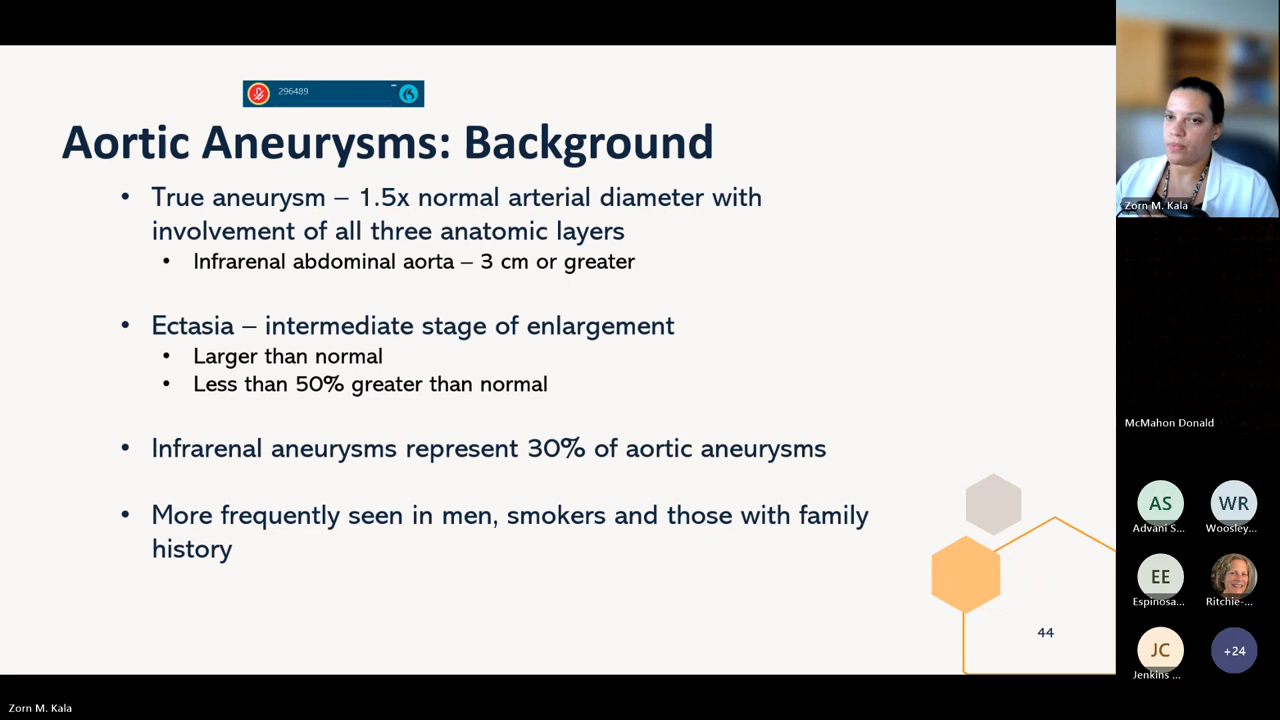 296489
Aortic Aneurysms: Background
• True aneurysm – 1.5x normal arterial diameter with
involvement of all three anatomic layers
• Infrarenal abdominal aorta – 3 cm or greater
• Ectasia – intermediate stage of enlargement
• Larger than normal
• Less than 50% greater than normal
• Infrarenal aneurysms represent 30% of aortic aneurysms
• More frequently seen in men, smokers and those with family
history
44
Zorn M. Kala
McMahon Donald
AS
WR
Advani S...
Woosley...
EE
Espinosa...
Ritchie-...
JC
+24
Jenkins ...
Zorn M. Kala